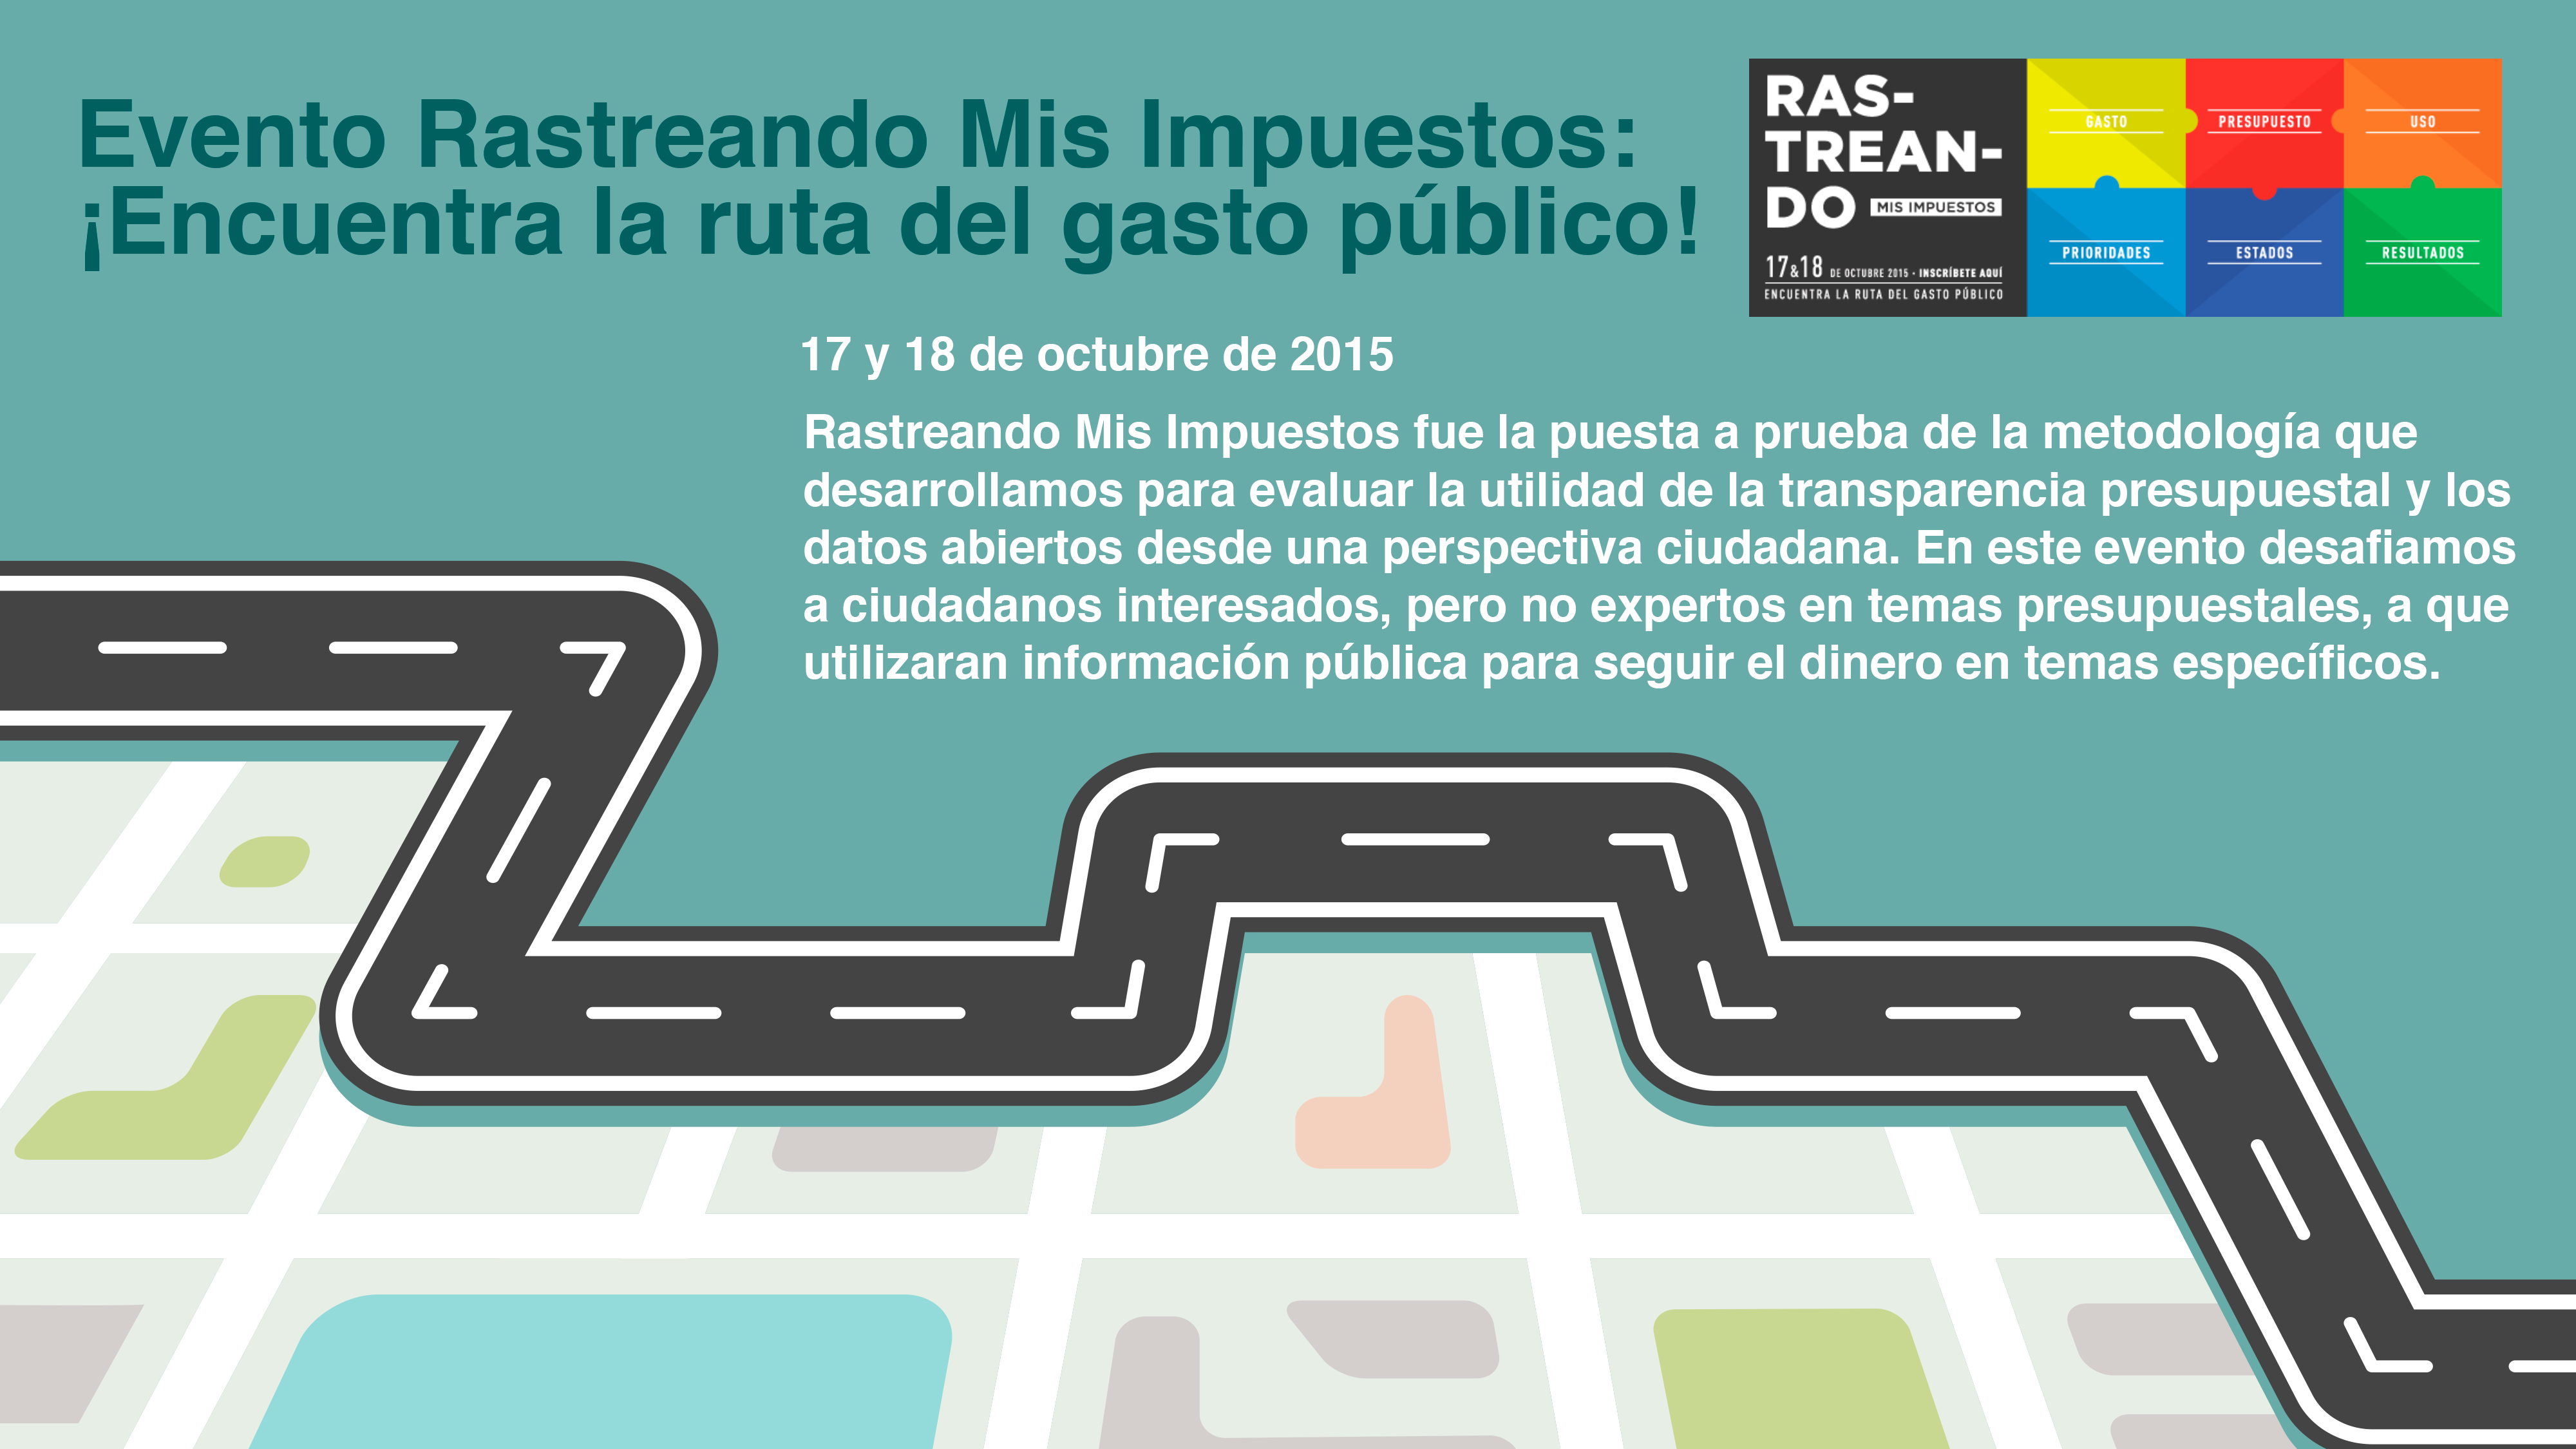 Evento Rastreando Mis Impuestos:
¡Encuentra la ruta del gasto público!
RAS-
TREAN-
DO MIS IMPUESTOS
17&18 DE OCTUBRE 2015 · INSCRÍBETE AQUÍ
ENCUENTRA LA RUTA DEL GASTO PÚBLICO
GASTO
PRESUPUESTO
USO
PRIORIDADES
ESTADOS
RESULTADOS
17 y 18 de octubre de 2015
Rastreando Mis Impuestos fue la puesta a prueba de la metodología que
desarrollamos para evaluar la utilidad de la transparencia presupuestal y los
datos abiertos desde una perspectiva ciudadana. En este evento desafiamos
a ciudadanos interesados, pero no expertos en temas presupuestales, a que
utilizaran información pública para seguir el dinero en temas específicos.